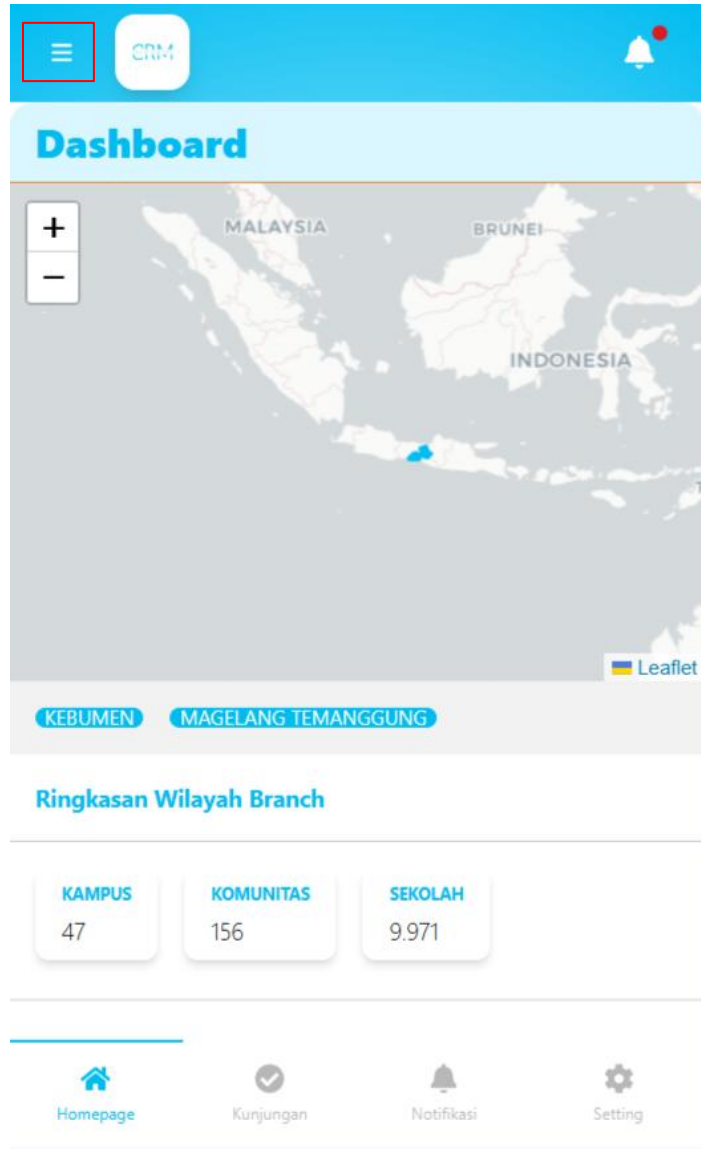 CRM
Dashboard
+
−
MALAYSIA
BRUNEI
INDONESIA
T
Leaflet
KEBUMEN MAGELANG TEMANGGUNG
Ringkasan Wilayah Branch
KAMPUS KOMUNITAS SEKOLAH
47 156 9.971
Homepage Kunjungan Notifikasi Setting